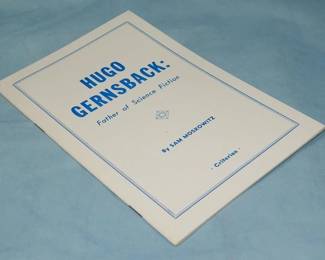 HUGO
GERNSBACK:
Father of Science Fiction
By SAM MOSKOWITZ
· Criterion ·